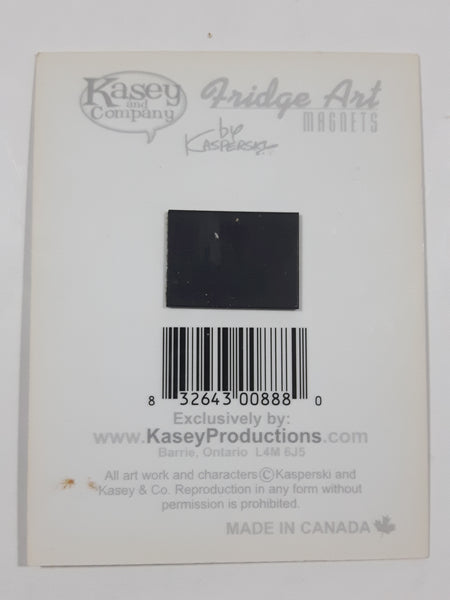 Kasey
and
Company
Fridge Art
MAGNETS
by
KASPERSKI...
8 32643 00888 0
Exclusively by:
www.KaseyProductions.com
Barrie, Ontario L4M 6J5
All art work and characters © Kasperski and
Kasey & Co. Reproduction in any form without
permission is prohibited.
MADE IN CANADA